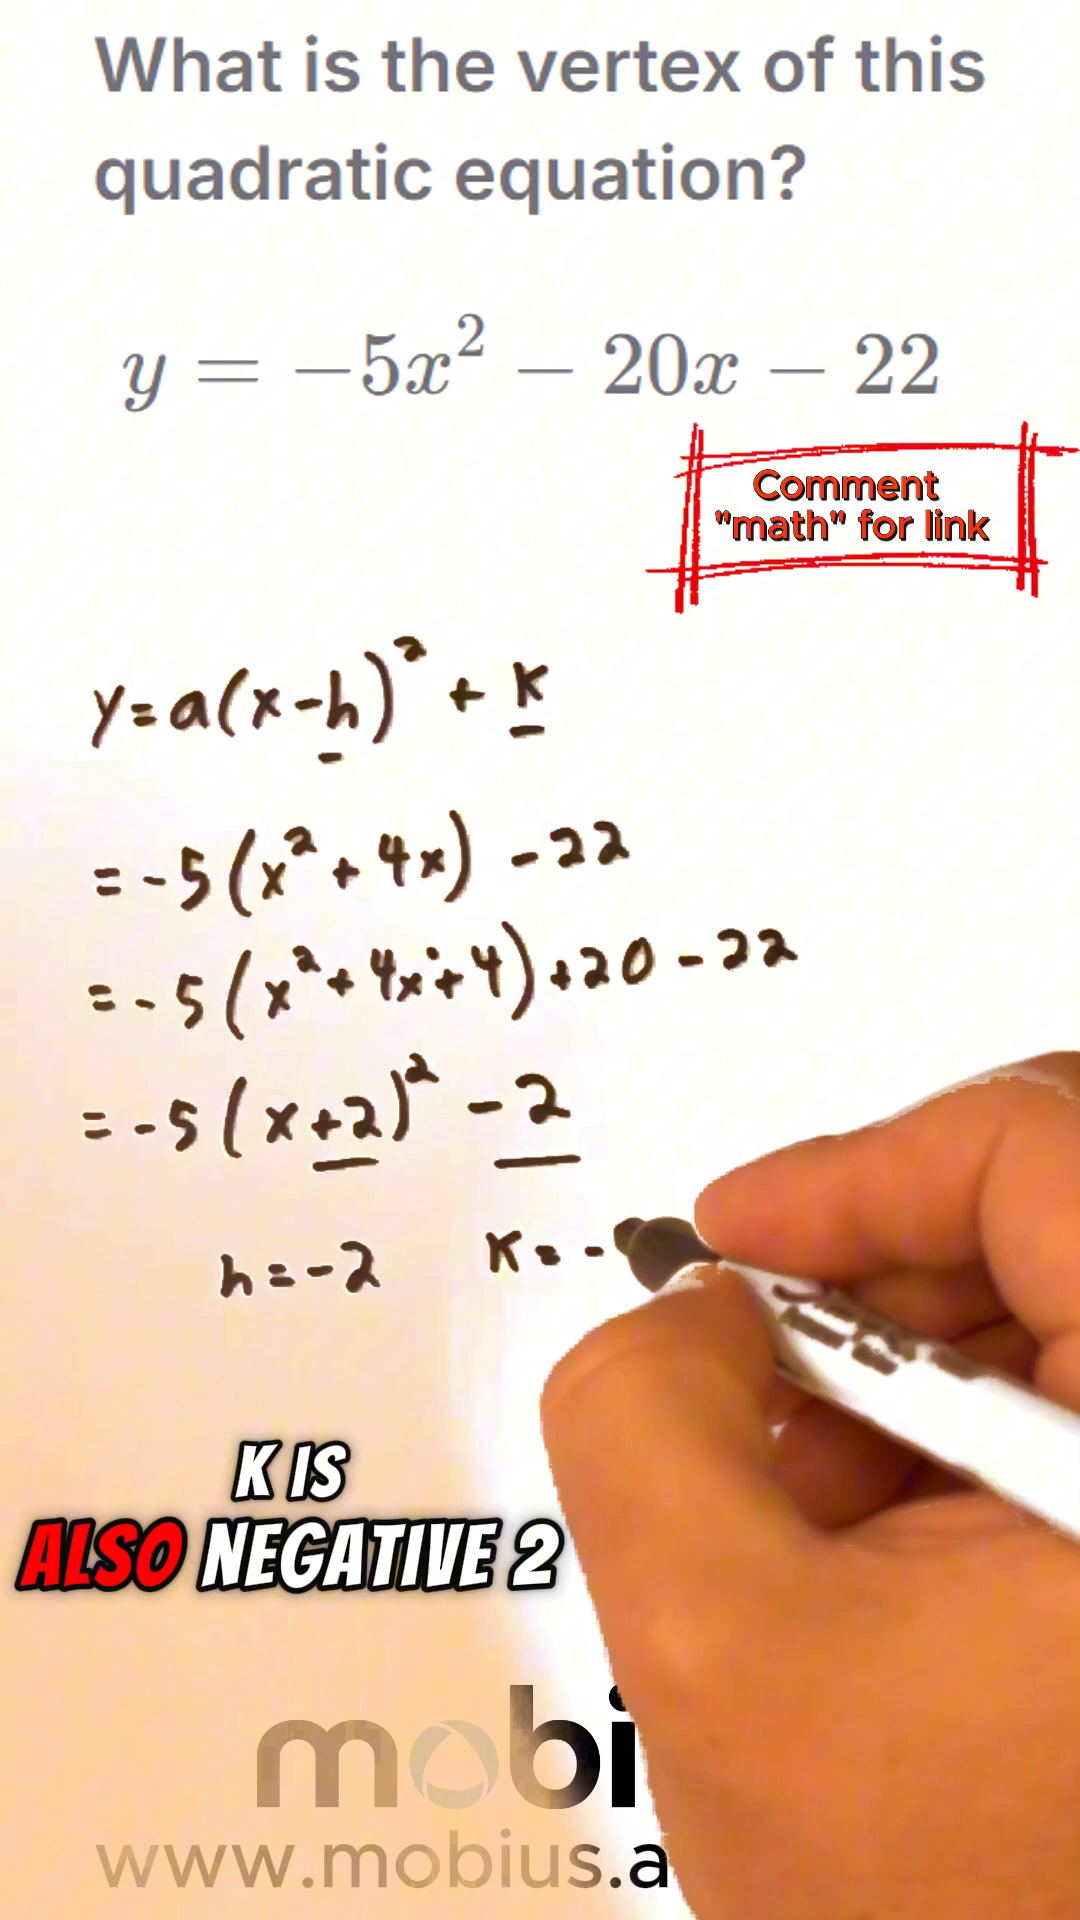 What is the vertex of this
quadratic equation?
y = −5x² − 20x − 22
Comment
"math" for link
y=a(x-h)² + k
= -5(x² + 4x) -22
= -5(x² + 4x + 4) +20 -22
= -5(x+2)² -2
h=-2 K= -
K IS
ALSO NEGATIVE 2
mobi
www.mobius.a